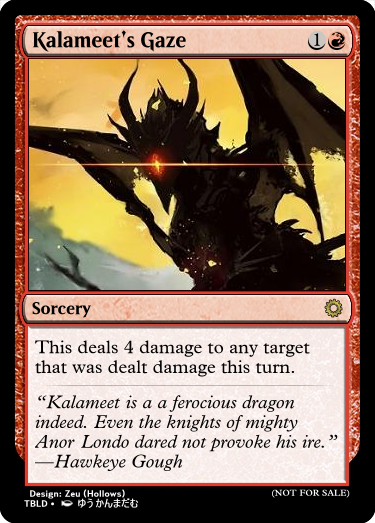 Kalameet's Gaze 1
Sorcery
This deals 4 damage to any target
that was dealt damage this turn.
“Kalameet is a a ferocious dragon
indeed. Even the knights of mighty
Anor Londo dared not provoke his ire.”
—Hawkeye Gough
Design: Zeu (Hollows) (NOT FOR SALE)
TBLD • ゆうかんまだむ